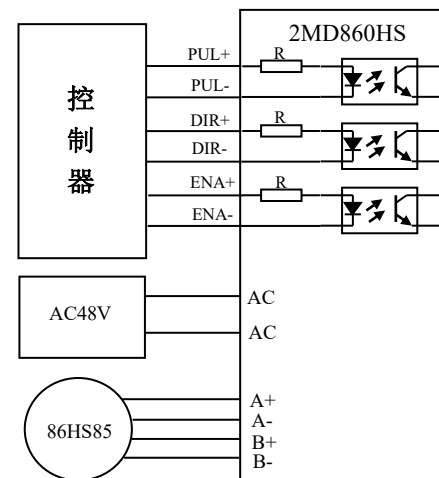 2MD860HS
控
制
器
PUL+
R
PUL-
DIR+
R
DIR-
ENA+
R
ENA-
AC48V
AC
AC
86HS85
A+
A-
B+
B-